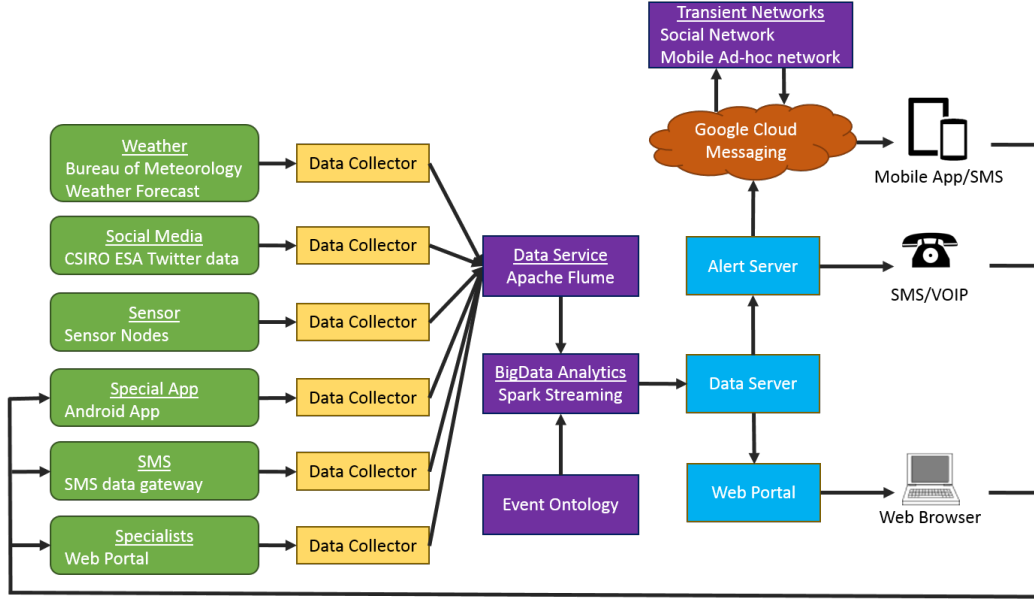 Transient Networks
Social Network
Mobile Ad-hoc network
Google Cloud
Messaging
Mobile App/SMS
Weather
Bureau of Meteorology
Weather Forecast
Data Collector
Social Media
CSIRO ESA Twitter data
Data Collector
Data Service
Apache Flume
Alert Server
SMS/VOIP
Sensor
Sensor Nodes
Data Collector
BigData Analytics
Spark Streaming
Data Server
Special App
Android App
Data Collector
SMS
SMS data gateway
Data Collector
Event Ontology
Web Portal
Web Browser
Specialists
Web Portal
Data Collector